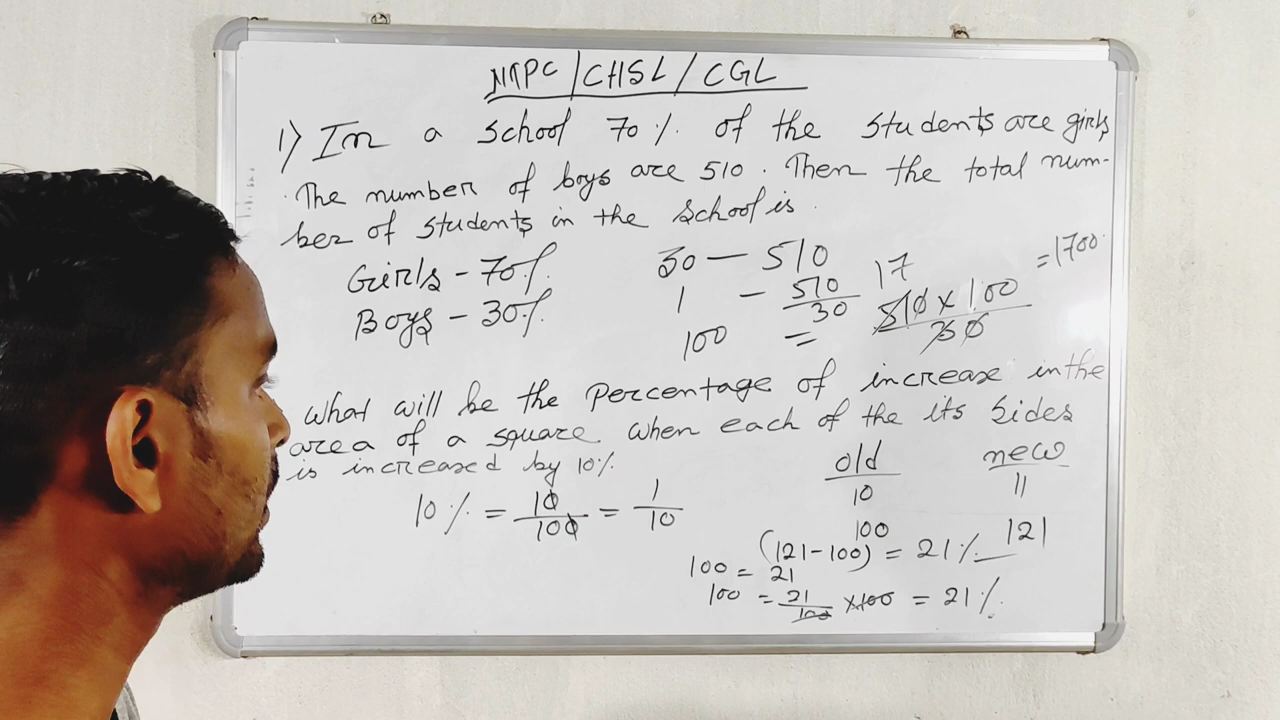 NTPC/CHSL/CGL
1) In a school 70% of the students are girls
The number of boys are 510. Then the total num-
ber of students in the school is.
Girls - 70%
Boys - 30%
30 — 510
1 — 510/30
100 = 17 510 x 100 / 30 = 1700
What will be the percentage of increase in the
area of a square when each of the its sides
is increased by 10%.
10% = 10/100 = 1/10
old new
10 11
100 121
(121-100) = 21%
100 = 21
100 = 21/100 x100 = 21%